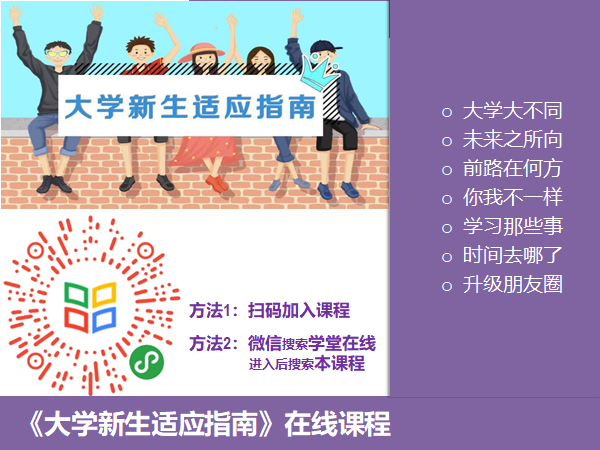 大学新生适应指南
方法1：扫码加入课程
方法2：微信搜索学堂在线
进入后搜索本课程
大学大不同
未来之所向
前路在何方
你我不一样
学习那些事
时间去哪了
升级朋友圈
《大学新生适应指南》在线课程